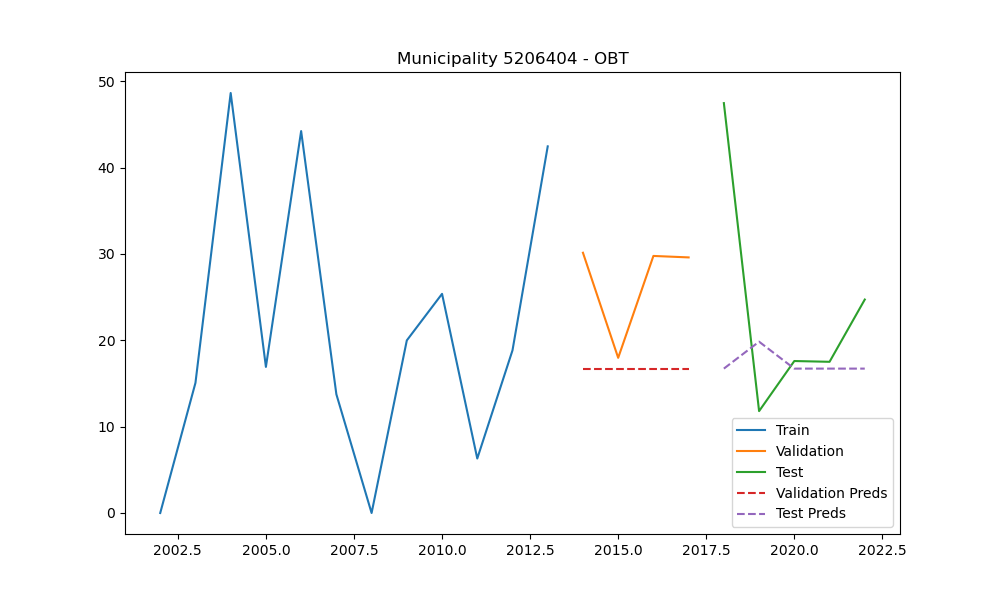 Municipality 5206404 - OBT
50
40
30
20
10
0
2002.5 2005.0 2007.5 2010.0 2012.5 2015.0 2017.5 2020.0 2022.5
Train
Validation
Test
Validation Preds
Test Preds